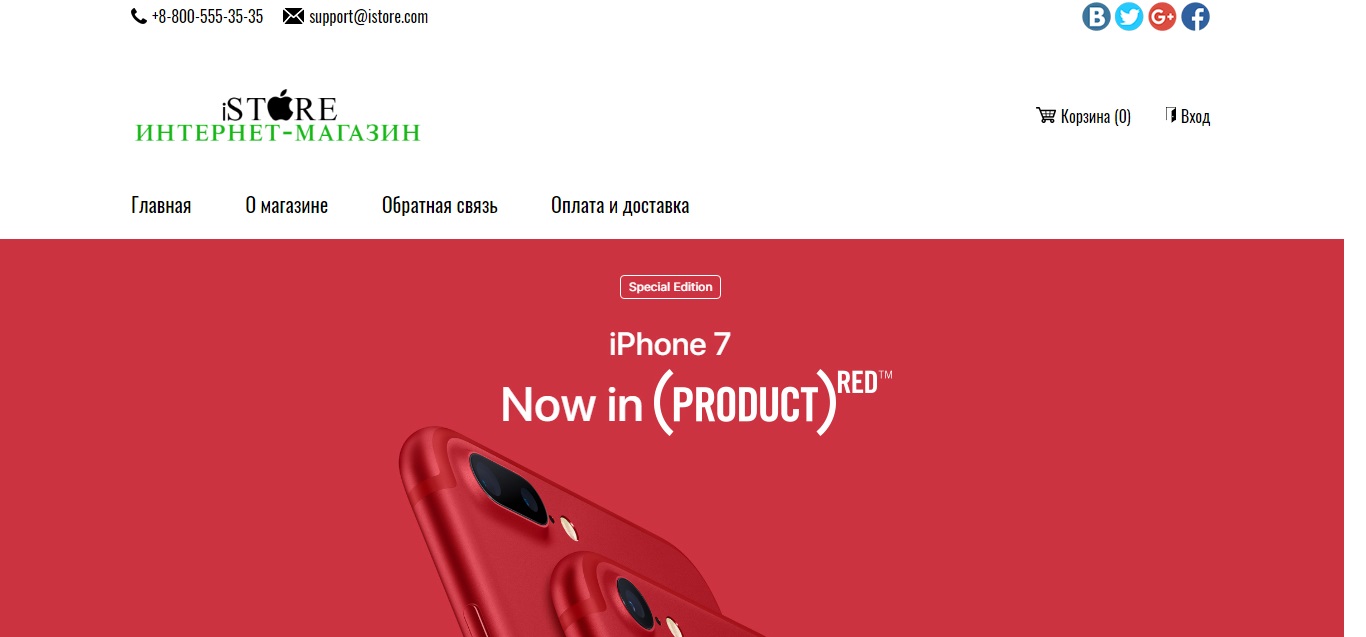 +8-800-555-35-35 support@istore.com
iSTORE
ИНТЕРНЕТ-МАГАЗИН
Корзина (0) Вход
Главная О магазине Обратная связь Оплата и доставка
Special Edition
iPhone 7
Now in (PRODUCT)RED™